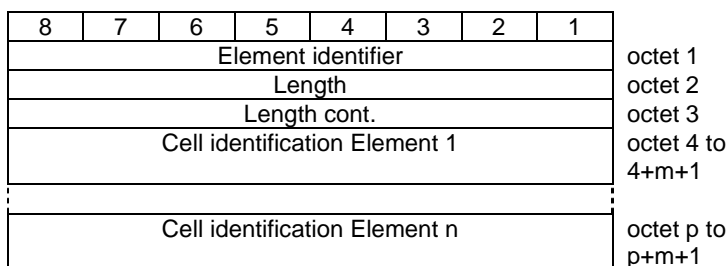 8 7 6 5 4 3 2 1
Element identifier octet 1
Length octet 2
Length cont. octet 3
Cell identification Element 1 octet 4 to
4+m+1
Cell identification Element n octet p to
p+m+1